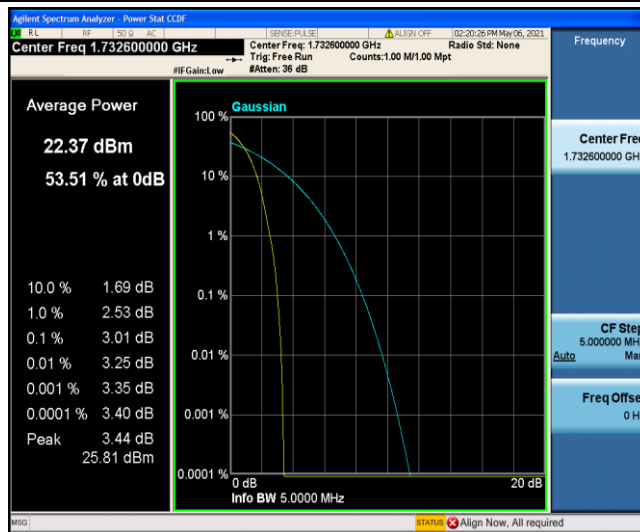 Agilent Spectrum Analyzer - Power Stat CCDF
RL RF 50 Ω AC SENSE:PULSE ALIGN OFF 02:20:26 PM May 06, 2021
Center Freq 1.732600000 GHz
Center Freq: 1.732600000 GHz Radio Std: None
Trig: Free Run Counts:1.00 M/1.00 Mpt
#IFGain:Low #Atten: 36 dB
Frequency
Average Power
22.37 dBm
53.51 % at 0dB
10.0 % 1.69 dB
1.0 % 2.53 dB
0.1 % 3.01 dB
0.01 % 3.25 dB
0.001 % 3.35 dB
0.0001 % 3.40 dB
Peak 3.44 dB
25.81 dBm
Gaussian
100 %
10 %
1 %
0.1 %
0.01 %
0.001 %
0.0001 %
0 dB 20 dB
Info BW 5.0000 MHz
Center Freq
1.732600000 GH
CF Step
5.000000 MH
Auto Ma
Freq Offse
0 H
MSG STATUS Align Now, All required